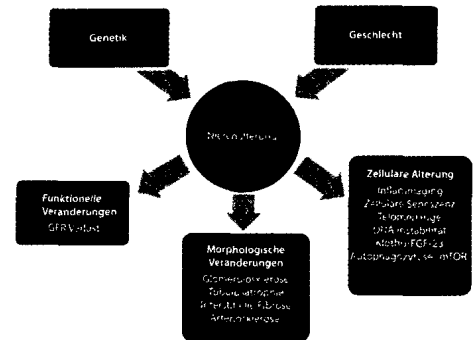 Genetik
Geschlecht
Nierenalterung
Funktionelle
Veränderungen
GFR-Verlust
Morphologische
Veränderungen
Glomerulosklerose
Tubulusatrophie
Interstitielle Fibrose
Arteriosklerose
Zelluläre Alterung
Inflammaging
Zelluläre Seneszenz
Telomerlänge
DNA-Instabilität
Klotho-FGF-23